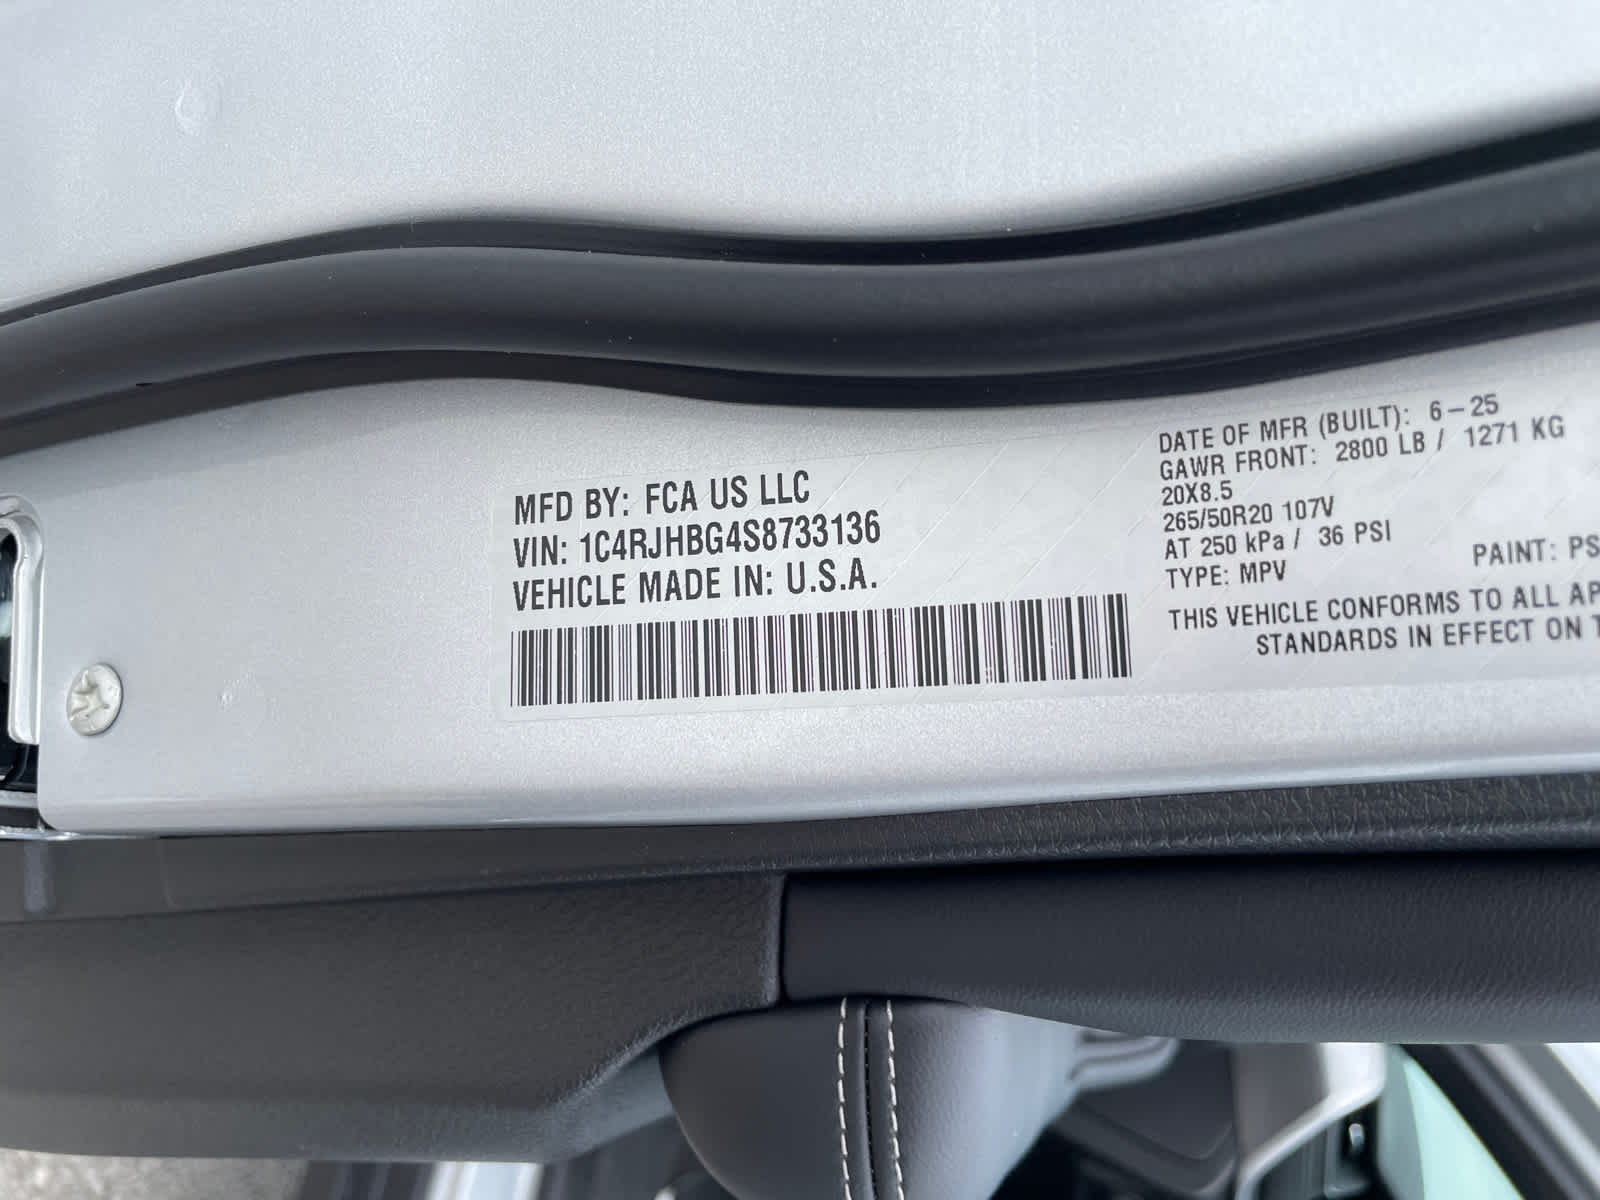 MFD BY: FCA US LLC
VIN: 1C4RJHBG4S8733136
VEHICLE MADE IN: U.S.A.
DATE OF MFR (BUILT): 6-25
GAWR FRONT: 2800 LB / 1271 KG
20X8.5
265/50R20 107V
AT 250 kPa / 36 PSI
TYPE: MPV PAINT: PS
THIS VEHICLE CONFORMS TO ALL AP
STANDARDS IN EFFECT ON T